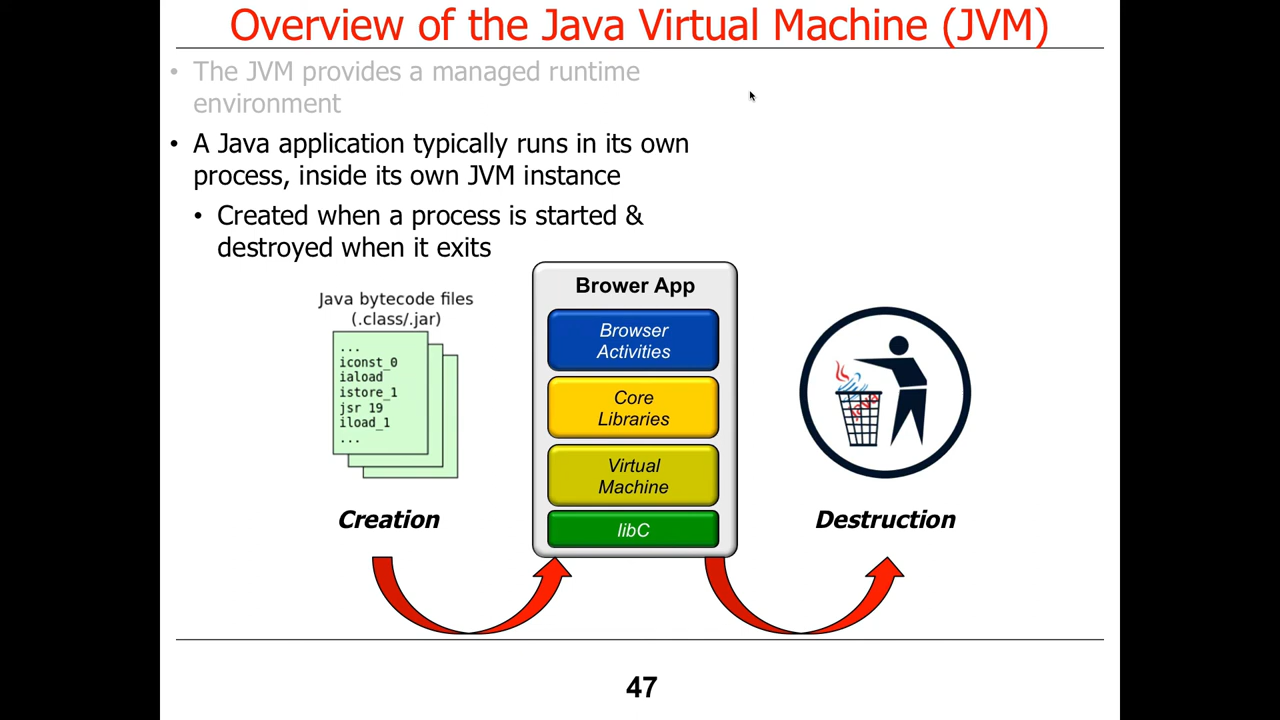 Overview of the Java Virtual Machine (JVM)
• The JVM provides a managed runtime
environment
• A Java application typically runs in its own
process, inside its own JVM instance
• Created when a process is started &
destroyed when it exits
Java bytecode files
(.class/.jar)
...
iconst_0
iaload
istore_1
jsr 19
iload_1
...
Creation
Brower App
Browser
Activities
Core
Libraries
Virtual
Machine
libC
Java
Destruction
47